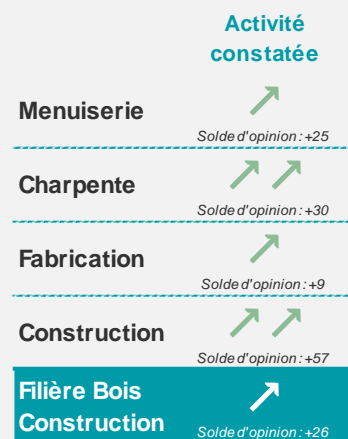 Activité
constatée
Menuiserie
Solde d'opinion : +25
Charpente
Solde d'opinion : +30
Fabrication
Solde d'opinion : +9
Construction
Solde d'opinion : +57
Filière Bois
Construction
Solde d'opinion : +26